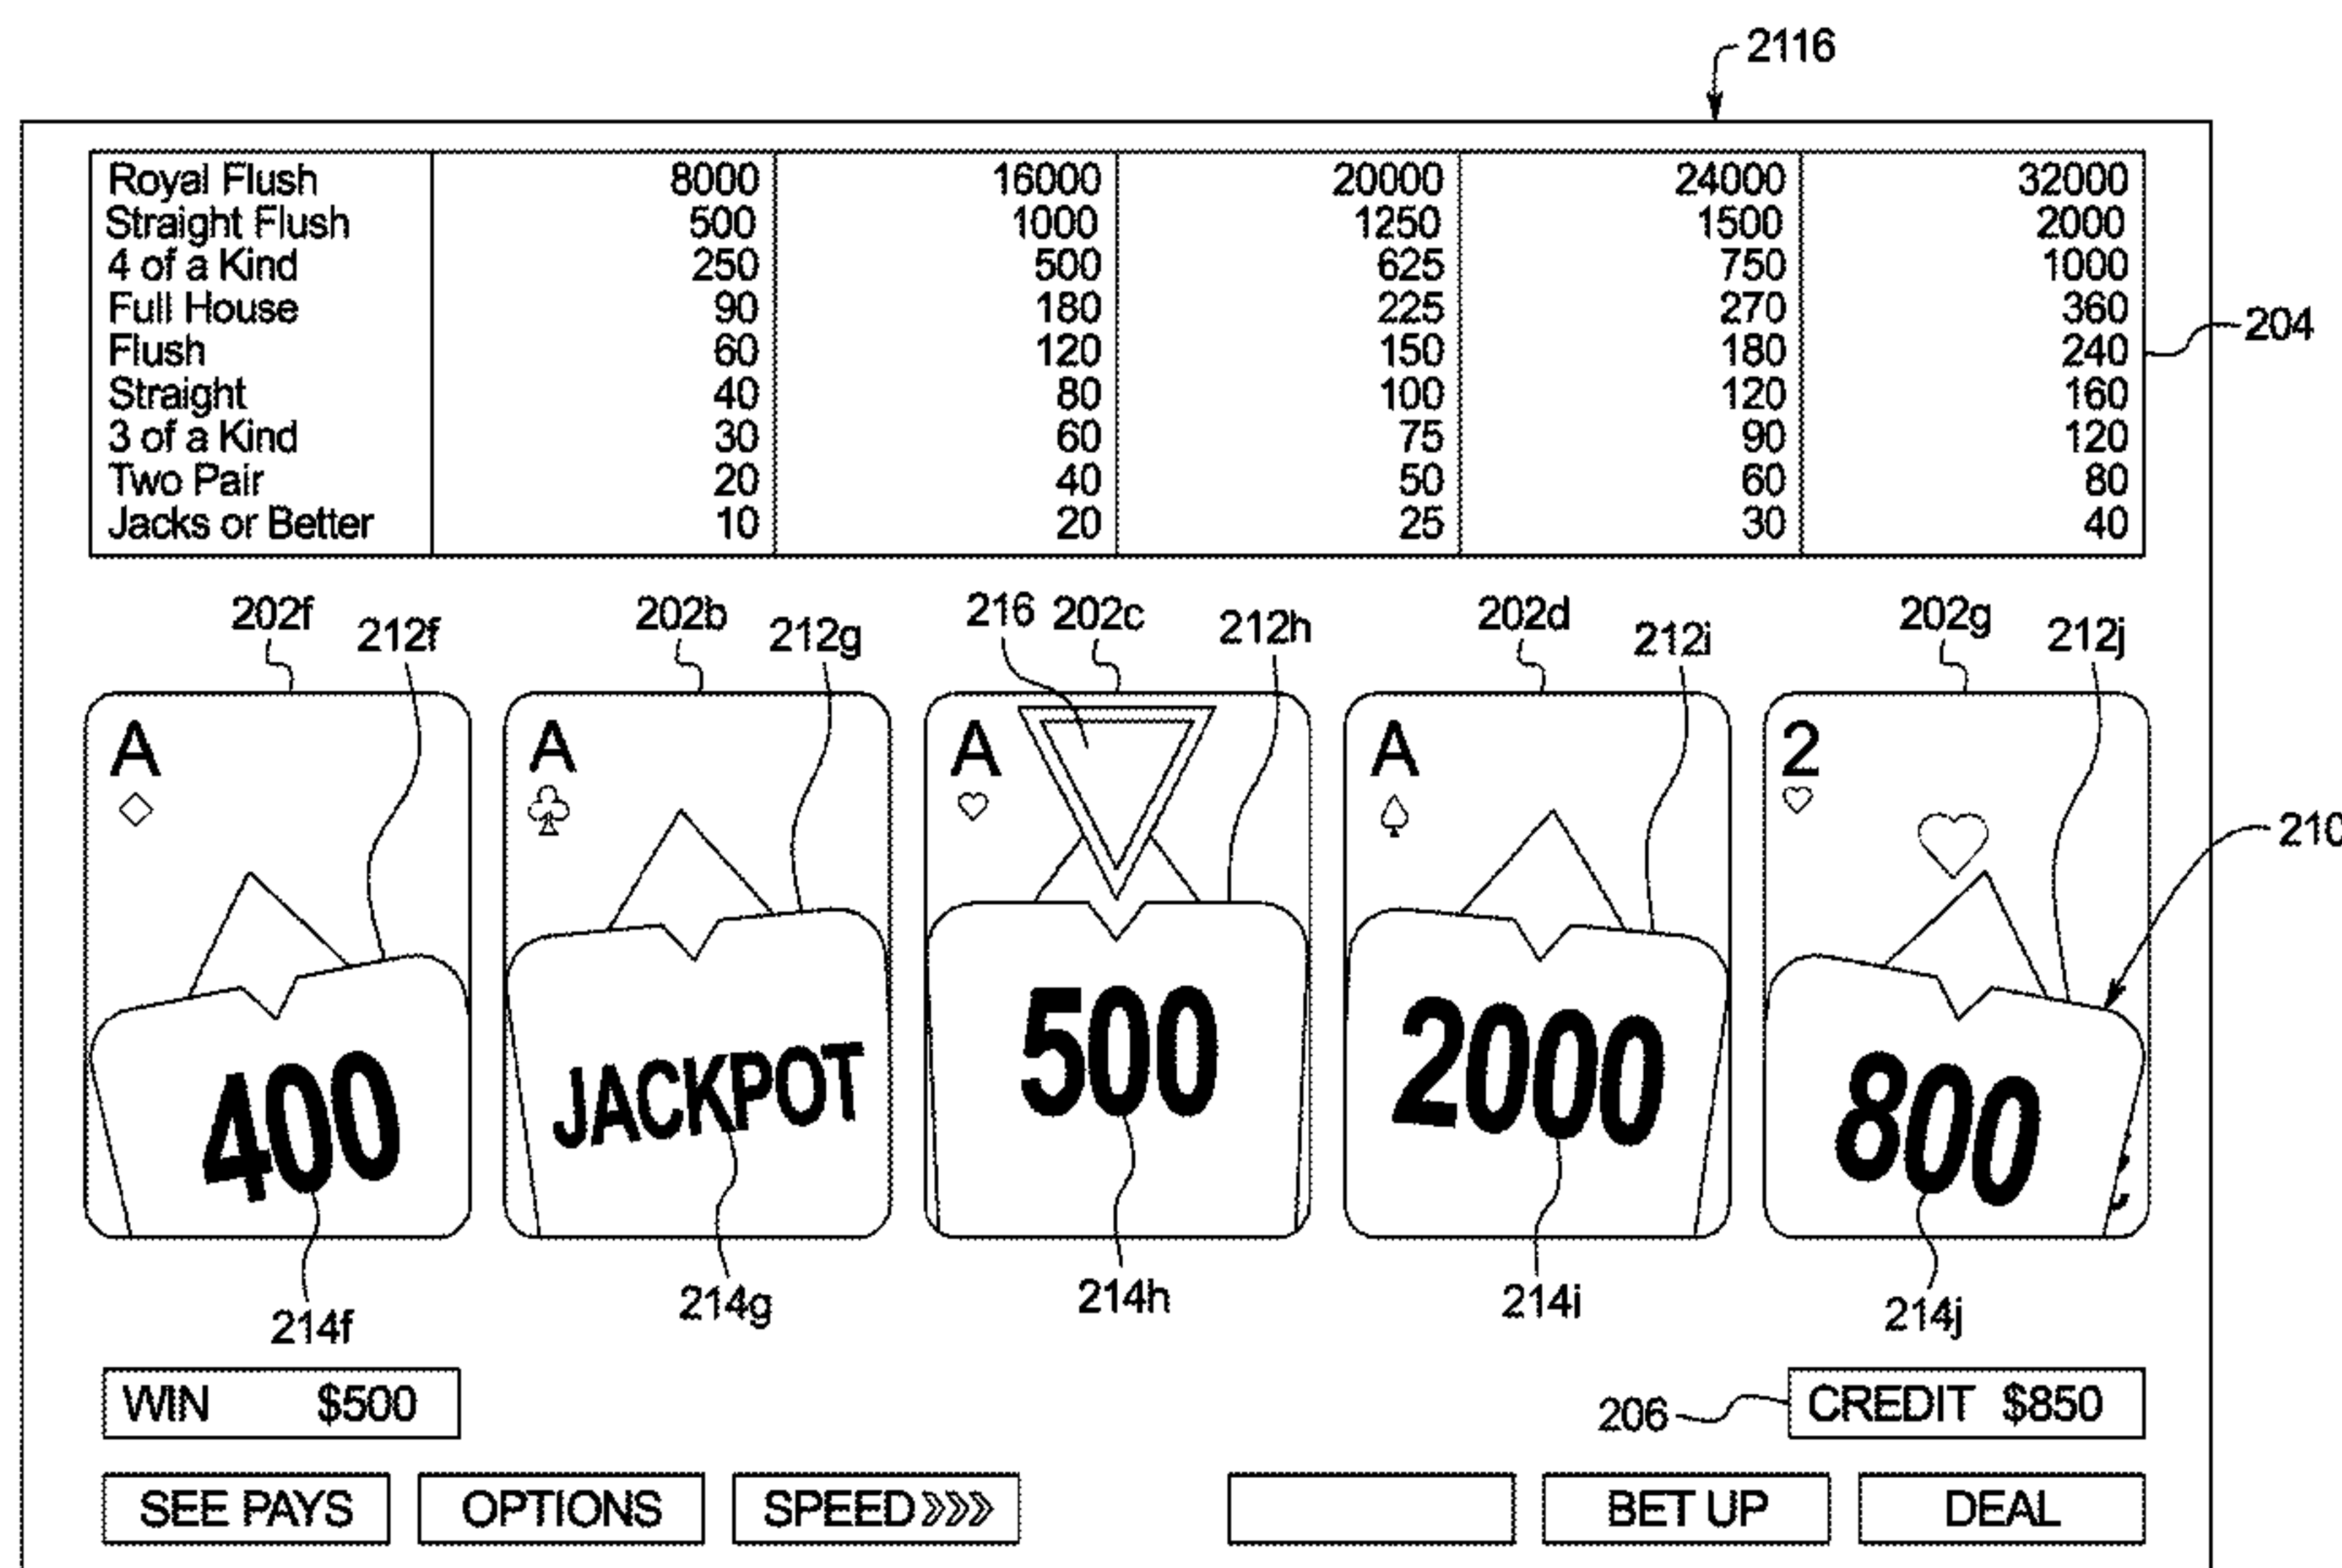 2116
Royal Flush 8000 16000 20000 24000 32000
Straight Flush 500 1000 1250 1500 2000
4 of a Kind 250 500 625 750 1000
Full House 90 180 225 270 360
204
Flush 60 120 150 180 240
Straight 40 80 100 120 160
3 of a Kind 30 60 75 90 120
Two Pair 20 40 50 60 80
Jacks or Better 10 20 25 30 40
202f 212f 202b 212g 216 202c 212h 202d 212i 202g 212j
A A A A 2
210
400 JACKPOT 500 2000 800
214f 214g 214h 214i 214j
WIN $500 206 CREDIT $850
SEE PAYS OPTIONS SPEED BET UP DEAL